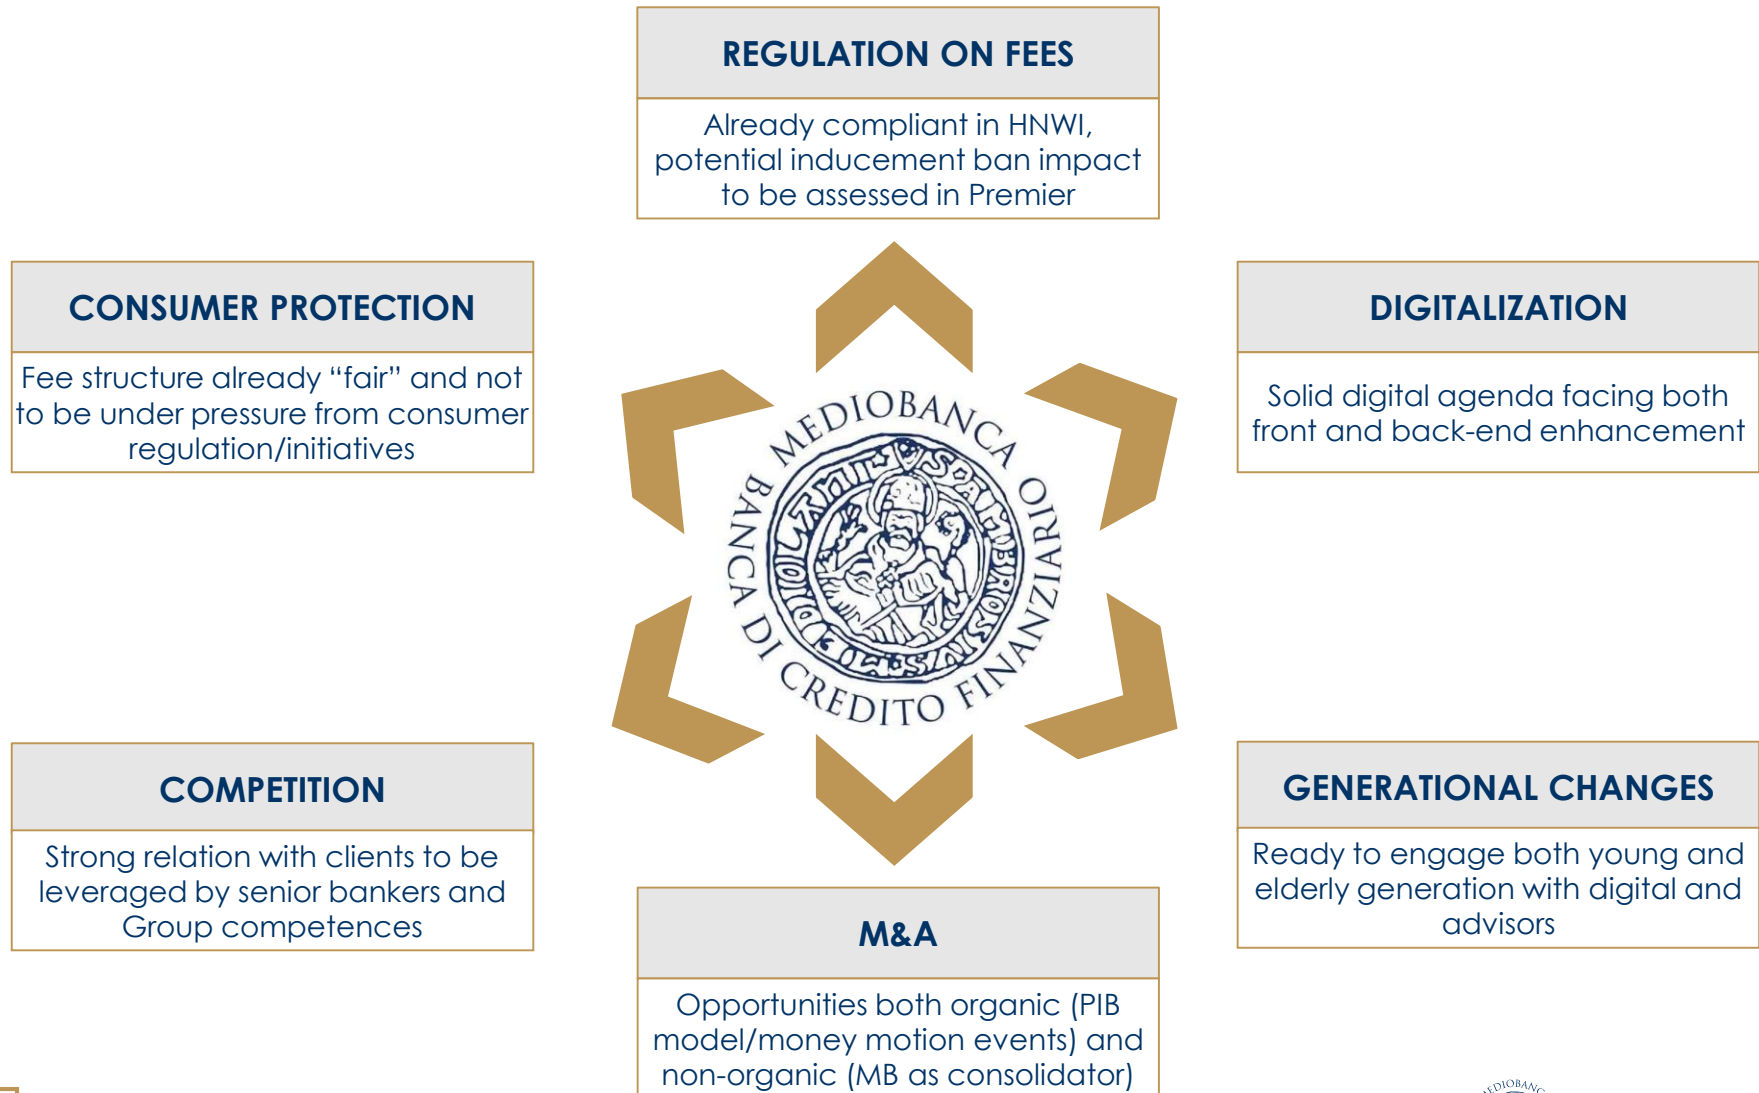 REGULATION ON FEES
Already compliant in HNWI,
potential inducement ban impact
to be assessed in Premier
CONSUMER PROTECTION
Fee structure already “fair” and not
to be under pressure from consumer
regulation/initiatives
DIGITALIZATION
Solid digital agenda facing both
front and back-end enhancement
MEDIOBANCA
BANCA DI CREDITO FINANZIARIO
COMPETITION
Strong relation with clients to be
leveraged by senior bankers and
Group competences
GENERATIONAL CHANGES
Ready to engage both young and
elderly generation with digital and
advisors
M&A
Opportunities both organic (PIB
model/money motion events) and
non-organic (MB as consolidator)